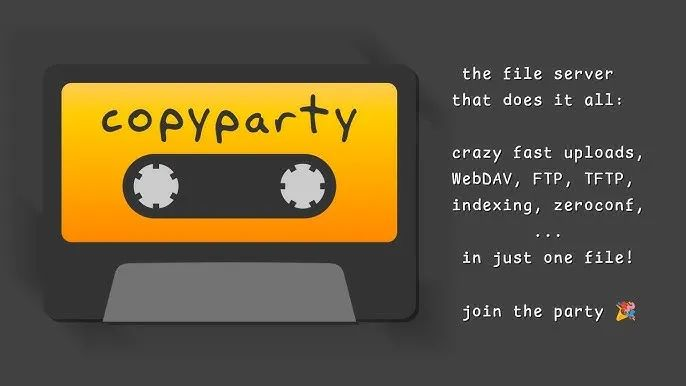 copyparty
the file server
that does it all:
crazy fast uploads,
WebDAV, FTP, TFTP,
indexing, zeroconf,
...
in just one file!
join the party 🎉